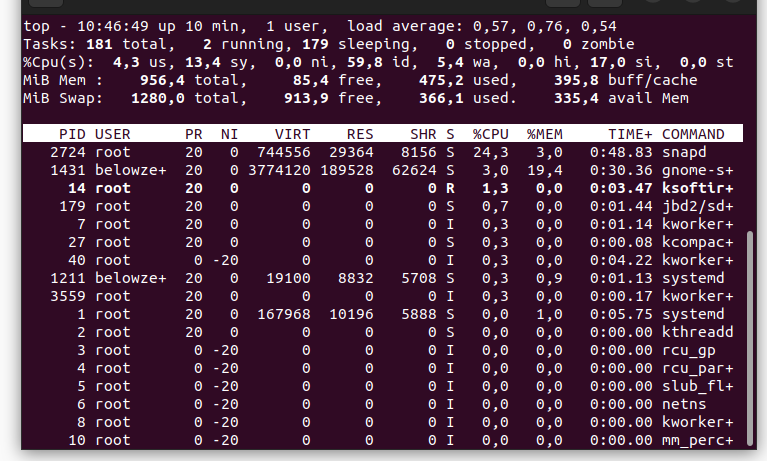 top - 10:46:49 up 10 min,  1 user,  load average: 0,57, 0,76, 0,54
Tasks: 181 total,   2 running, 179 sleeping,   0 stopped,   0 zombie
%Cpu(s):  4,3 us, 13,4 sy,  0,0 ni, 59,8 id,  5,4 wa,  0,0 hi, 17,0 si,  0,0 st
MiB Mem :    956,4 total,     85,4 free,    475,2 used,    395,8 buff/cache
MiB Swap:   1280,0 total,    913,9 free,    366,1 used.    335,4 avail Mem
PID USER      PR  NI    VIRT    RES    SHR S  %CPU  %MEM     TIME+ COMMAND
2724 root      20   0  744556  29364   8156 S  24,3   3,0   0:48.83 snapd
1431 belowze+  20   0 3774120 189528  62624 S   3,0  19,4   0:30.36 gnome-s+
14 root      20   0       0      0      0 R   1,3   0,0   0:03.47 ksoftir+
179 root      20   0       0      0      0 S   0,7   0,0   0:01.44 jbd2/sd+
7 root      20   0       0      0      0 I   0,3   0,0   0:01.14 kworker+
27 root      20   0       0      0      0 S   0,3   0,0   0:00.08 kcompac+
40 root       0 -20       0      0      0 I   0,3   0,0   0:04.22 kworker+
1211 belowze+  20   0   19100   8832   5708 S   0,3   0,9   0:01.13 systemd
3559 root      20   0       0      0      0 I   0,3   0,0   0:00.17 kworker+
1 root      20   0  167968  10196   5888 S   0,0   1,0   0:05.75 systemd
2 root      20   0       0      0      0 S   0,0   0,0   0:00.00 kthreadd
3 root       0 -20       0      0      0 I   0,0   0,0   0:00.00 rcu_gp
4 root       0 -20       0      0      0 I   0,0   0,0   0:00.00 rcu_par+
5 root       0 -20       0      0      0 I   0,0   0,0   0:00.00 slub_fl+
6 root       0 -20       0      0      0 I   0,0   0,0   0:00.00 netns
8 root       0 -20       0      0      0 I   0,0   0,0   0:00.00 kworker+
10 root       0 -20       0      0      0 I   0,0   0,0   0:00.00 mm_perc+